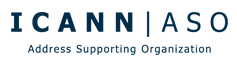 ICANN | ASO
Address Supporting Organization